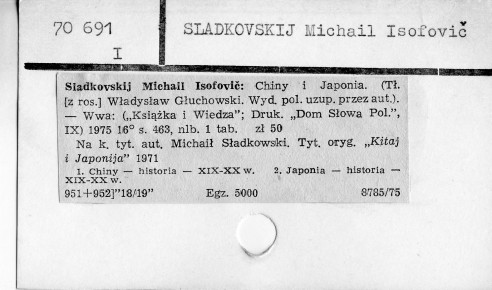 70 691
I
SLADKOVSKIJ Michail Isofovič
Sladkovskij Michail Isofovič: Chiny i Japonia. (Tł.
[z ros.] Władysław Głuchowski. Wyd. pol. uzup. przez aut.).
— Wwa: („Książka i Wiedza”; Druk. „Dom Słowa Pol.”,
IX) 1975 16° s. 463, nlb. 1 tab. zł 50
Na k. tyt. aut. Michaił Sładkowski. Tyt. oryg. „Kitaj
i Japonija” 1971
1. Chiny — historia — XIX-XX w. 2. Japonia — historia —
XIX-XX w.
951+952]”18/19” Egz. 5000 8785/75